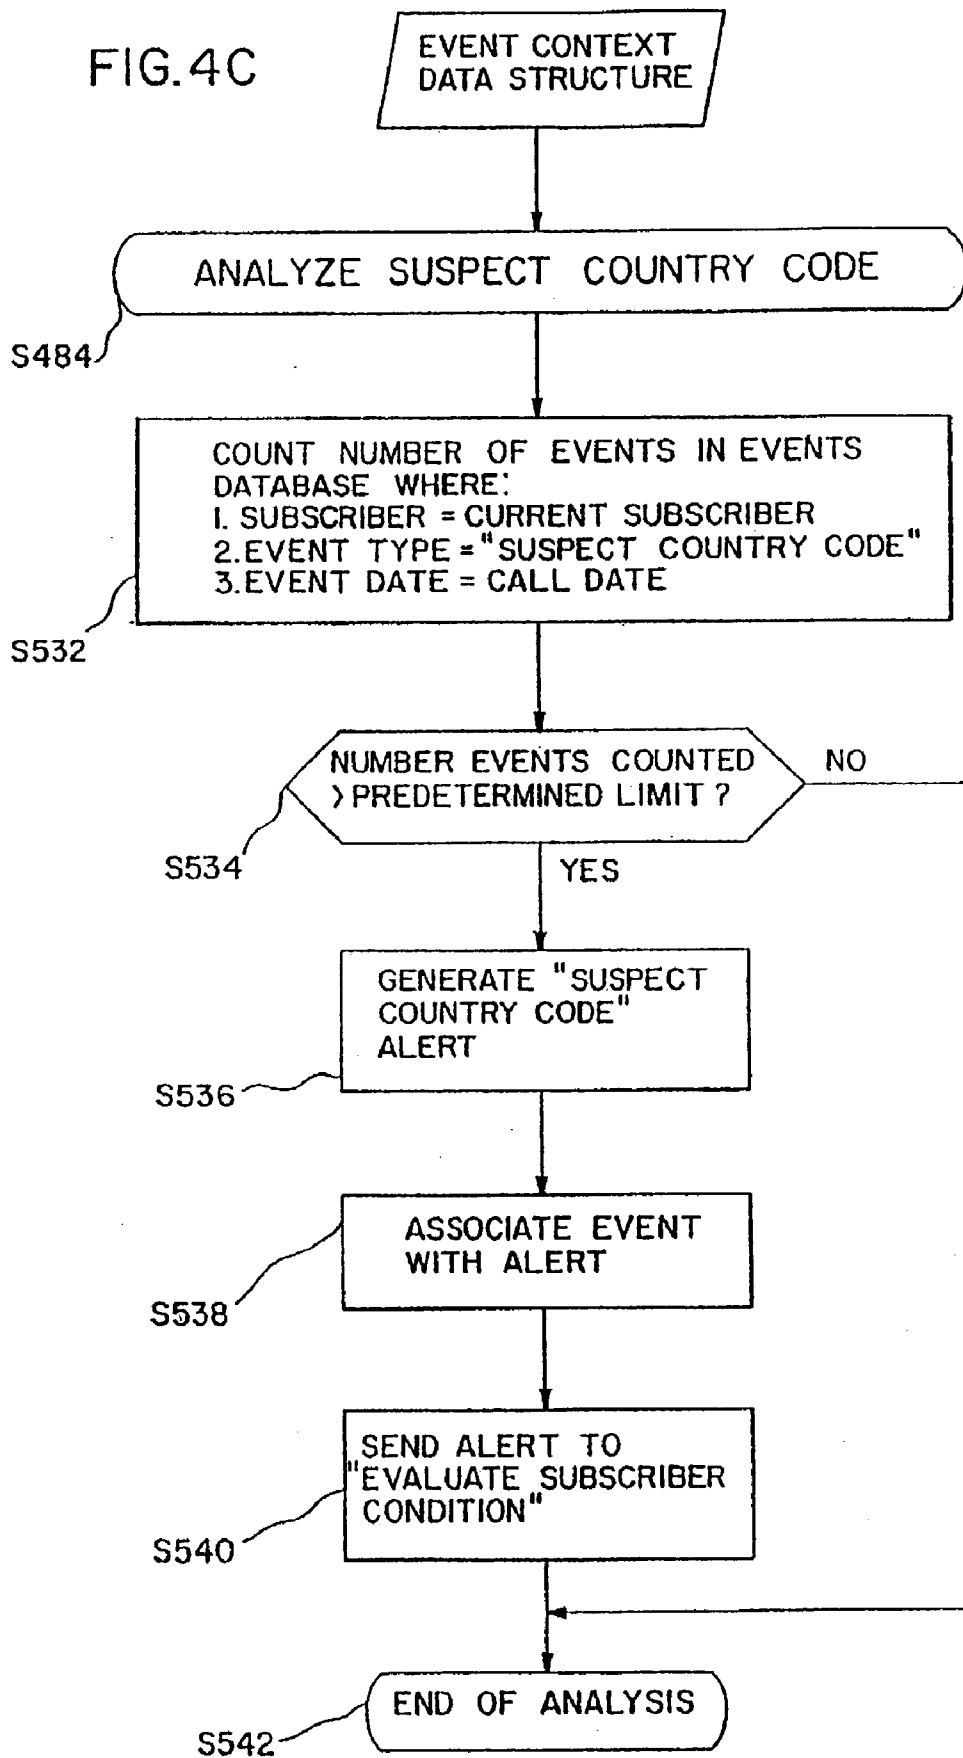 FIG. 4C
EVENT CONTEXT
DATA STRUCTURE
ANALYZE SUSPECT COUNTRY CODE
S484
COUNT NUMBER OF EVENTS IN EVENTS
DATABASE WHERE:
1. SUBSCRIBER = CURRENT SUBSCRIBER
2. EVENT TYPE = "SUSPECT COUNTRY CODE"
3. EVENT DATE = CALL DATE
S532
NUMBER EVENTS COUNTED
> PREDETERMINED LIMIT ?
NO
S534
YES
GENERATE "SUSPECT
COUNTRY CODE"
ALERT
S536
ASSOCIATE EVENT
WITH ALERT
S538
SEND ALERT TO
"EVALUATE SUBSCRIBER
CONDITION"
S540
END OF ANALYSIS
S542